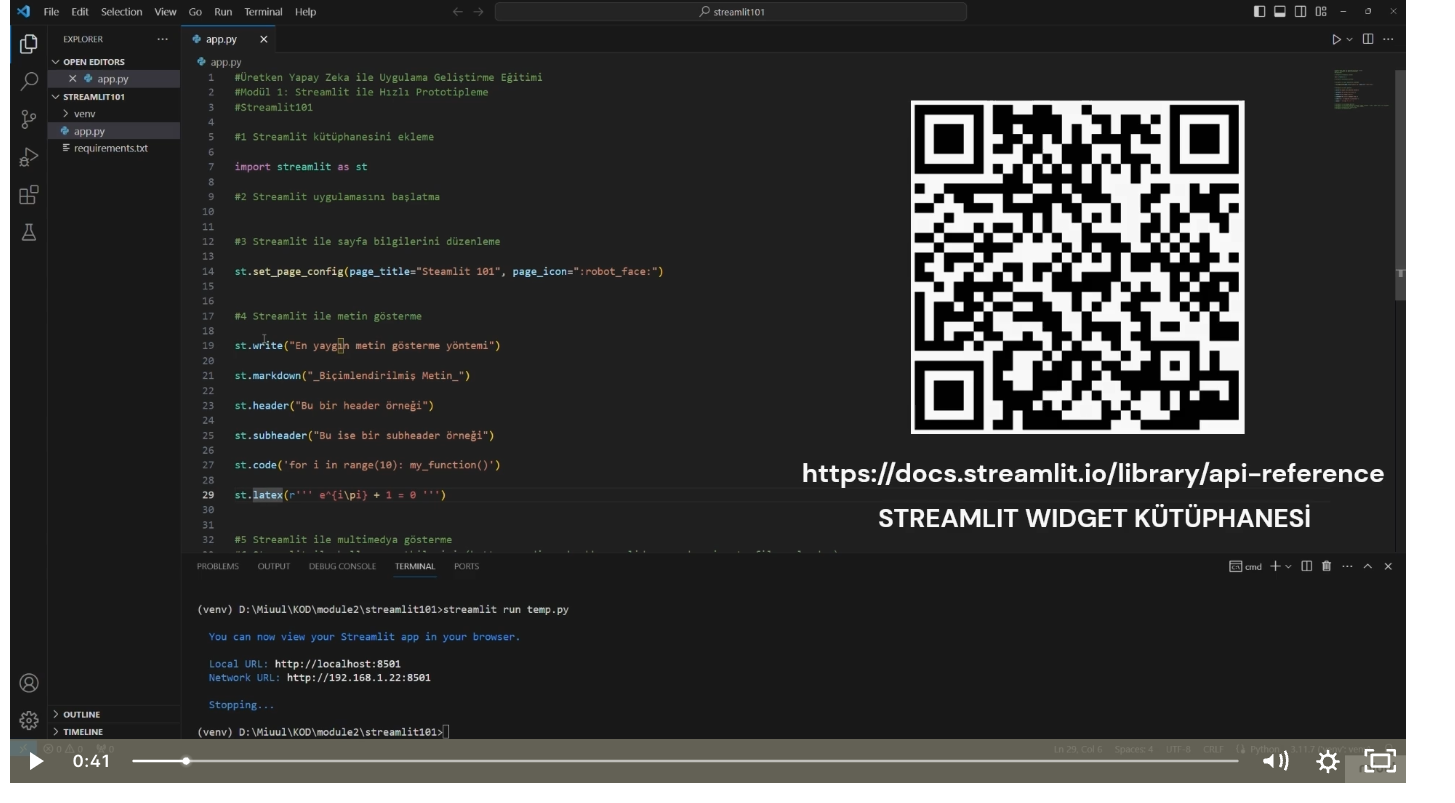 File Edit Selection View Go Run Terminal Help
streamlit101
EXPLORER
app.py
OPEN EDITORS
app.py
STREAMLIT101
venv
app.py
requirements.txt
app.py
1 #Üretken Yapay Zeka ile Uygulama Geliştirme Eğitimi
2 #Modül 1: Streamlit ile Hızlı Prototipleme
3 #Streamlit101
4
5 #1 Streamlit kütüphanesini ekleme
6
7 import streamlit as st
8
9 #2 Streamlit uygulamasını başlatma
10
11
12 #3 Streamlit ile sayfa bilgilerini düzenleme
13
14 st.set_page_config(page_title="Steamlit 101", page_icon=":robot_face:")
15
16
17 #4 Streamlit ile metin gösterme
18
19 st.write("En yaygın metin gösterme yöntemi")
20
21 st.markdown("_Biçimlendirilmiş Metin_")
22
23 st.header("Bu bir header örneği")
24
25 st.subheader("Bu ise bir subheader örneği")
26
27 st.code('for i in range(10): my_function()')
28
29 st.latex(r''' e^{i\pi} + 1 = 0 ''')
30
31
32 #5 Streamlit ile multimedya gösterme
https://docs.streamlit.io/library/api-reference
STREAMLIT WIDGET KÜTÜPHANESİ
PROBLEMS OUTPUT DEBUG CONSOLE TERMINAL PORTS
cmd
(venv) D:\Miuul\KOD\module2\streamlit101>streamlit run temp.py
You can now view your Streamlit app in your browser.
Local URL: http://localhost:8501
Network URL: http://192.168.1.22:8501
Stopping...
(venv) D:\Miuul\KOD\module2\streamlit101>
OUTLINE
TIMELINE
Ln 29, Col 6 Spaces: 4 UTF-8 CRLF Python
0:41